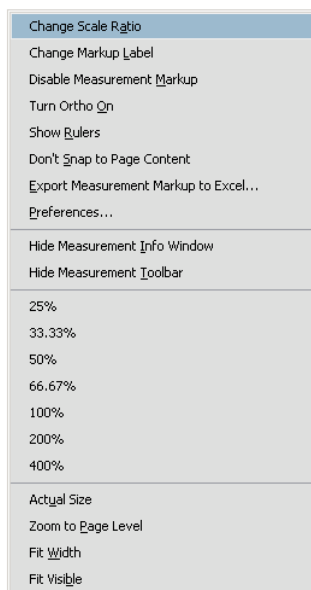 Change Scale Ratio
Change Markup Label
Disable Measurement Markup
Turn Ortho On
Show Rulers
Don't Snap to Page Content
Export Measurement Markup to Excel...
Preferences...
Hide Measurement Info Window
Hide Measurement Toolbar
25%
33.33%
50%
66.67%
100%
200%
400%
Actual Size
Zoom to Page Level
Fit Width
Fit Visible